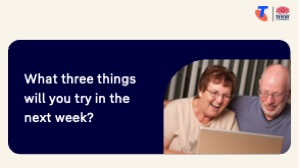 What three things
will you try in the
next week?